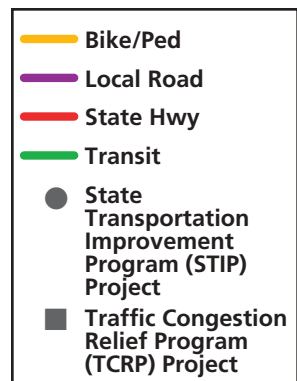 Bike/Ped
Local Road
State Hwy
Transit
State
Transportation
Improvement
Program (STIP)
Project
Traffic Congestion
Relief Program
(TCRP) Project